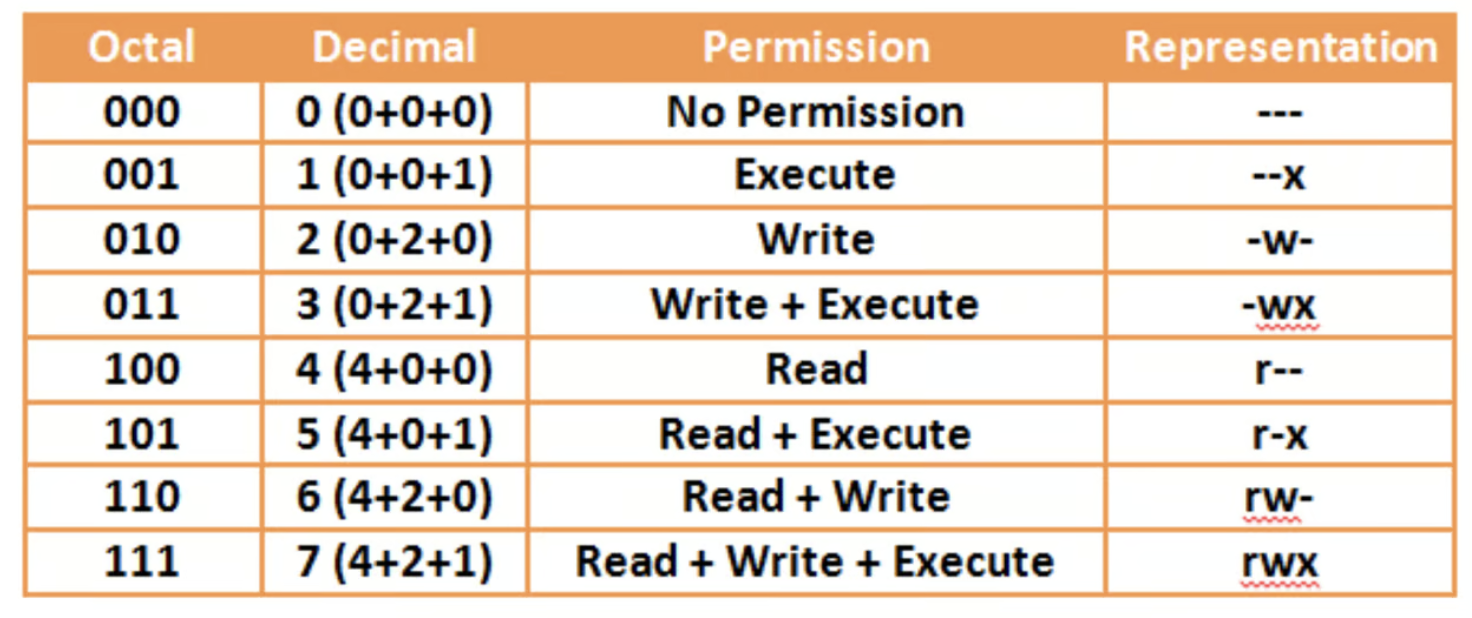 Octal Decimal Permission Representation
000 0 (0+0+0) No Permission ---
001 1 (0+0+1) Execute --x
010 2 (0+2+0) Write -w-
011 3 (0+2+1) Write + Execute -wx
100 4 (4+0+0) Read r--
101 5 (4+0+1) Read + Execute r-x
110 6 (4+2+0) Read + Write rw-
111 7 (4+2+1) Read + Write + Execute rwx